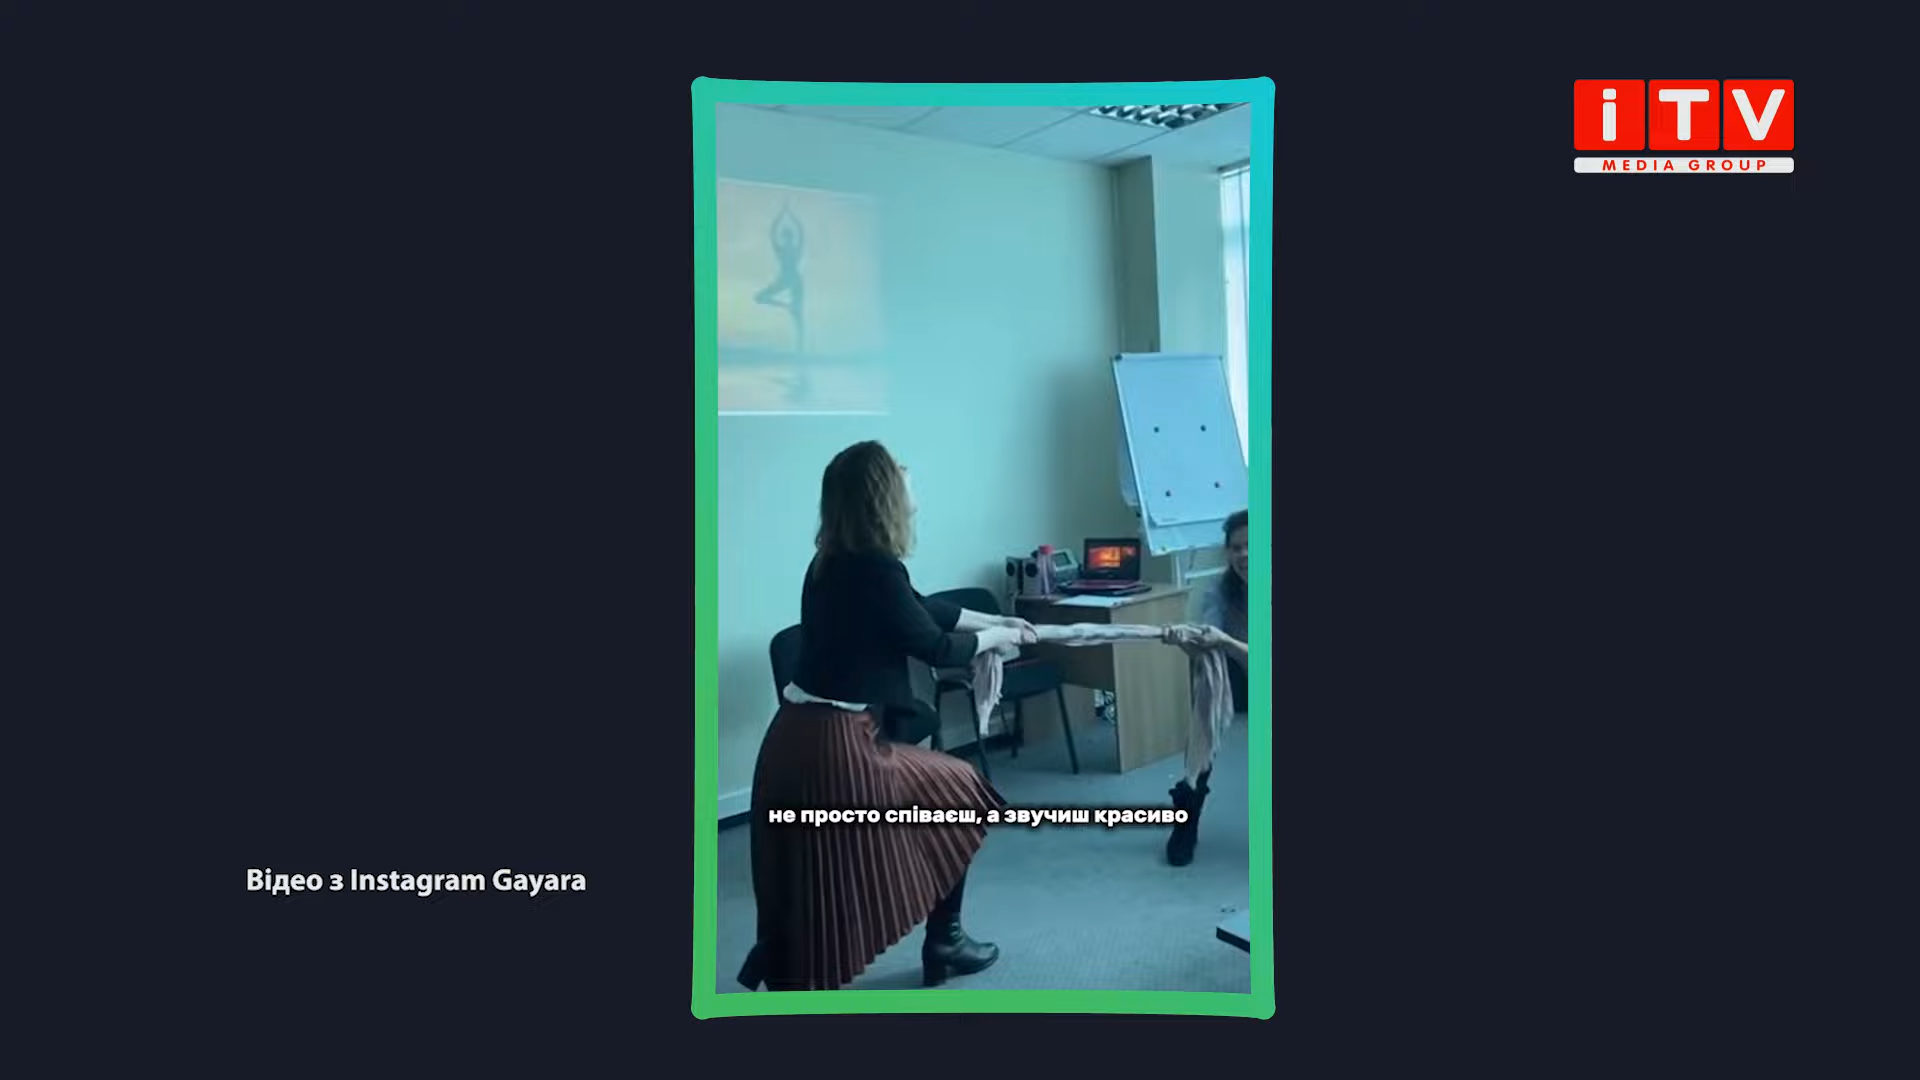 iTV
MEDIA GROUP
не просто співаєш, а звучиш красиво
Відео з Instagram Gayara